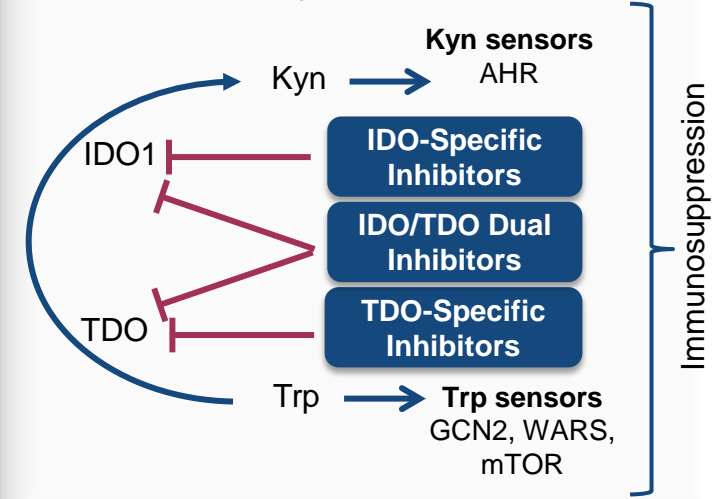 Kyn sensors
Kyn
AHR
IDO1
IDO-Specific
Inhibitors
IDO/TDO Dual
Inhibitors
TDO-Specific
Inhibitors
TDO
Trp
Trp sensors
GCN2, WARS,
mTOR
Immunosuppression